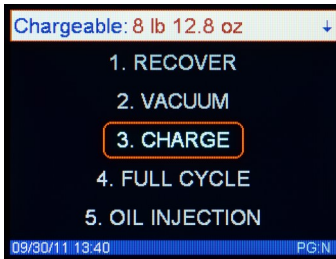 Chargeable: 8 lb 12.8 oz
1. RECOVER
2. VACUUM
3. CHARGE
4. FULL CYCLE
5. OIL INJECTION
09/30/11 13:40 PG:N